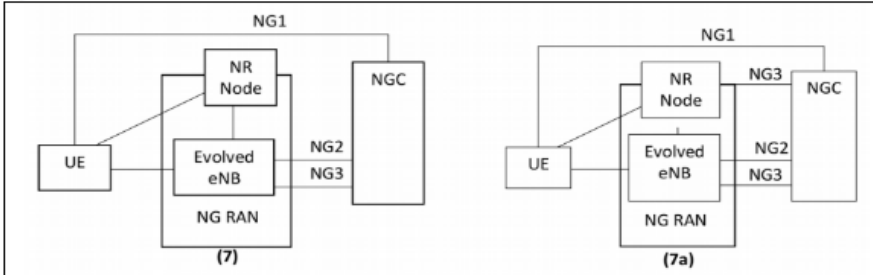 NG1
NR
Node
NGC
UE
Evolved
eNB
NG2
NG3
NG RAN
(7)
NG1
NR
Node
NG3
NGC
UE
Evolved
eNB
NG2
NG3
NG RAN
(7a)